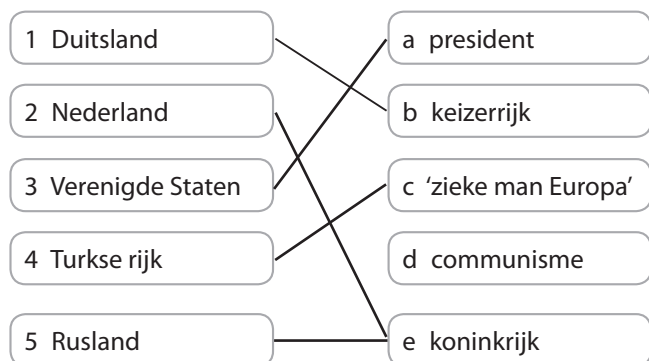 1 Duitsland
a president
2 Nederland
b keizerrijk
3 Verenigde Staten
c ‘zieke man Europa’
4 Turkse rijk
d communisme
5 Rusland
e koninkrijk